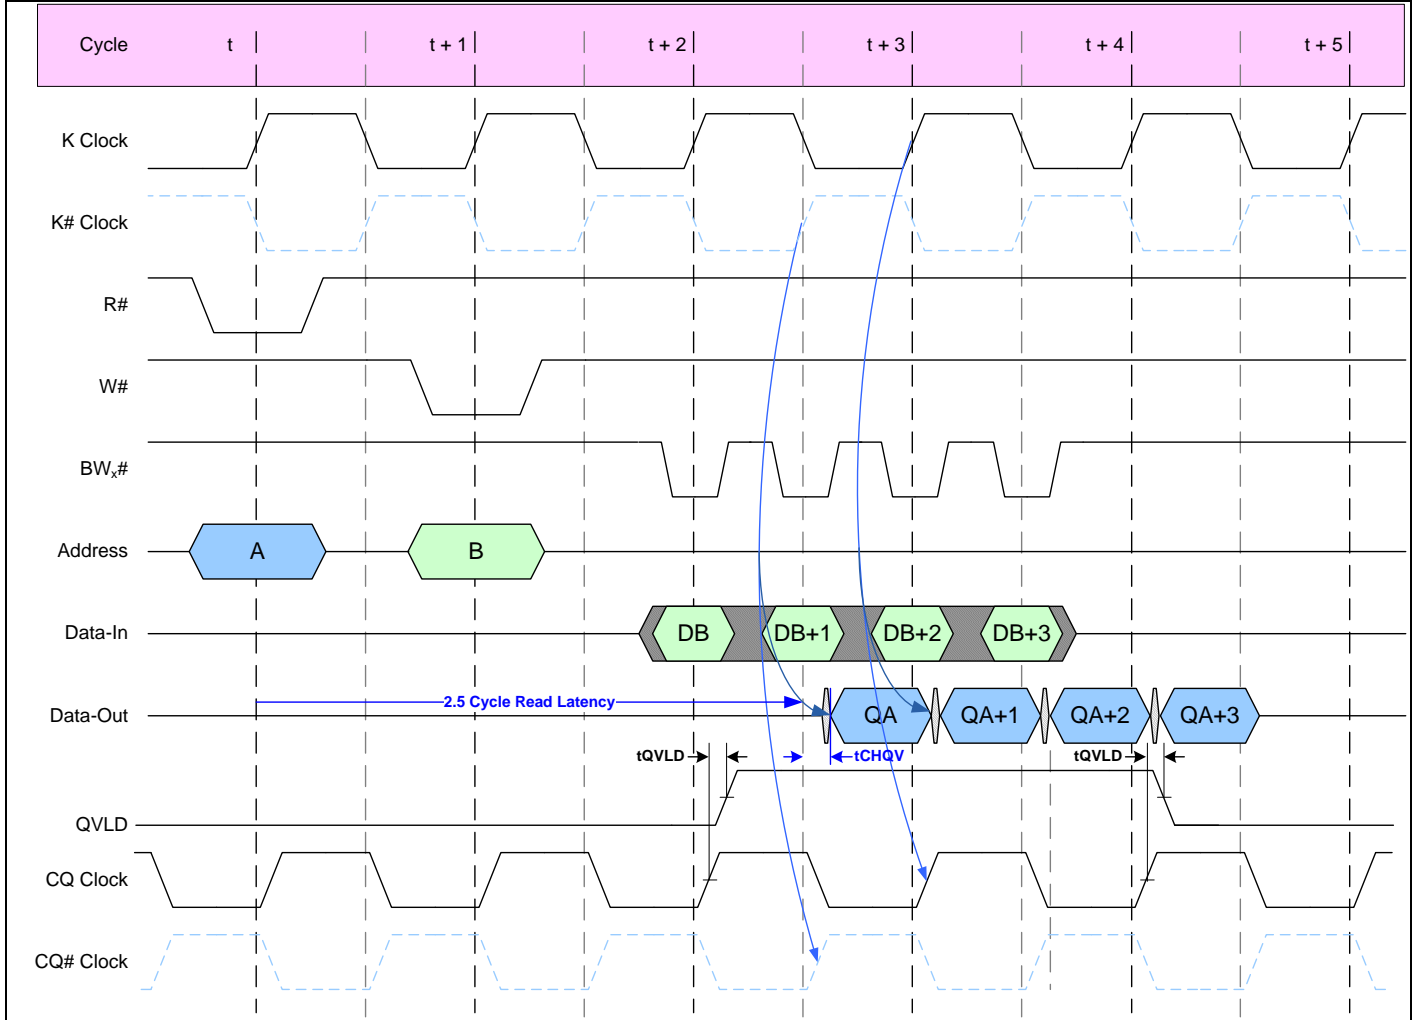 Cycle t t + 1 t + 2 t + 3 t + 4 t + 5
K Clock
K# Clock
R#
W#
BWx#
Address A B
Data-In DB DB+1 DB+2 DB+3
Data-Out 2.5 Cycle Read Latency QA QA+1 QA+2 QA+3
tQVLD tCHQV tQVLD
QVLD
CQ Clock
CQ# Clock